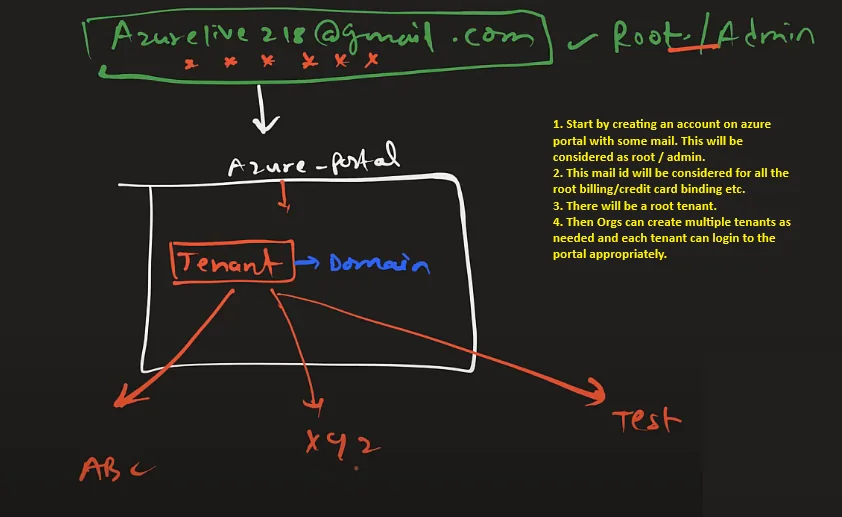 Azurelive218@gmail.com ✓ Root/Admin
******
Azure-portal
1. Start by creating an account on azure
portal with some mail. This will be
considered as root / admin.
2. This mail id will be considered for all the
root billing/credit card binding etc.
3. There will be a root tenant.
4. Then Orgs can create multiple tenants as
needed and each tenant can login to the
portal appropriately.
Tenant → Domain
ABC
XYZ
Test